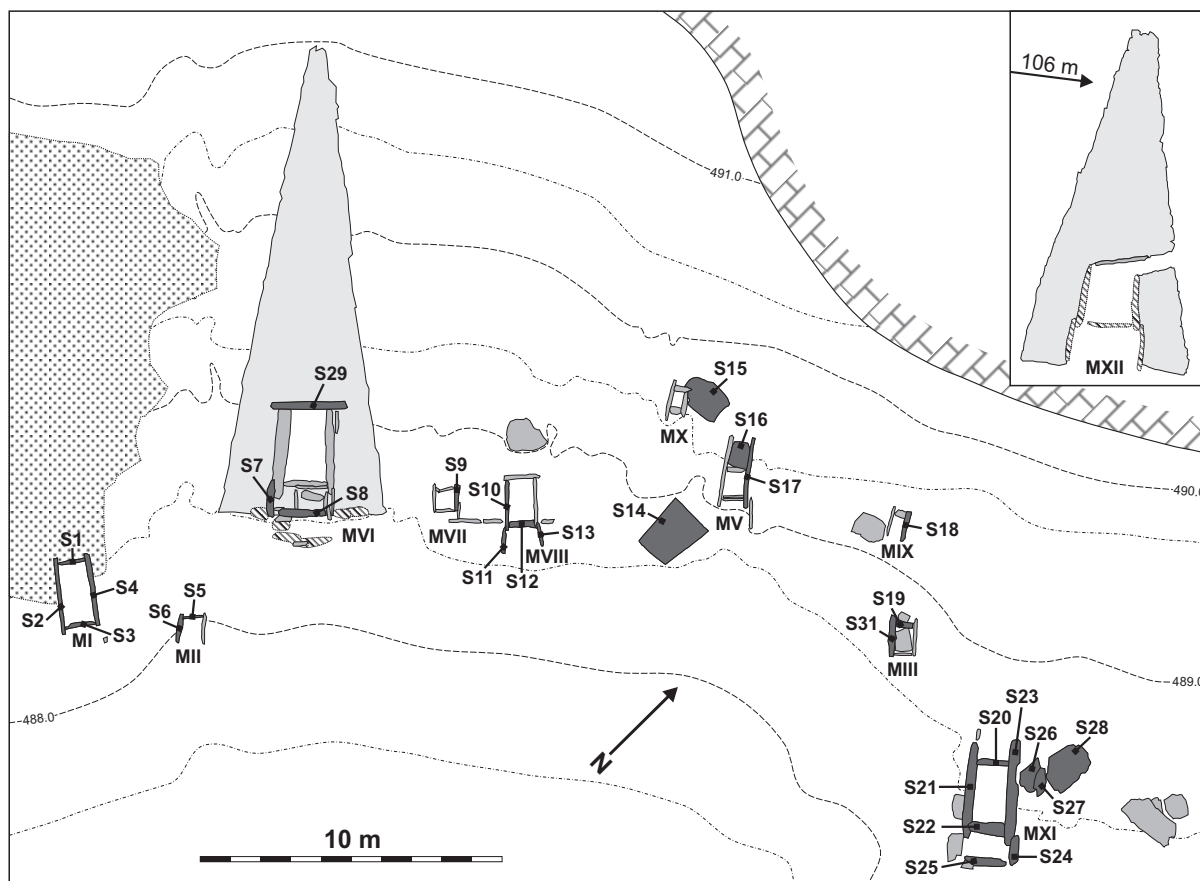 106 m
MXII
491.0
S29
S15
MX
S16
S17
MV
490.0
S7
S8
MVI
S9
S10
MVII
S13
MVIII
S11
S12
S14
S18
MIX
S1
S4
S2
S3
MI
S5
S6
MII
S19
S31
MIII
489.0
488.0
N
S23
S20
S26
S28
S21
S27
S22
MXI
S24
S25
10 m